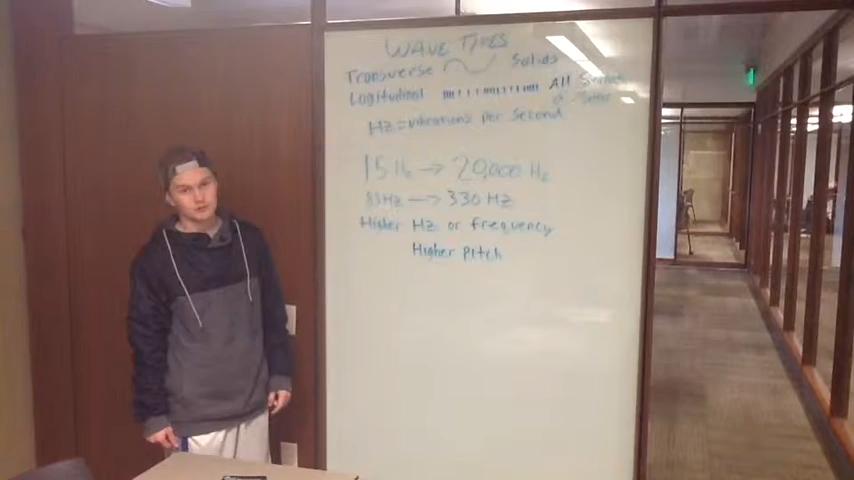 WAVE TYPES
Transverse Solids
Logitudinal All
Hz = vibrations per second
15 Hz → 20,000 Hz
83 Hz → 330 HZ
Higher Hz or frequency
Higher pitch